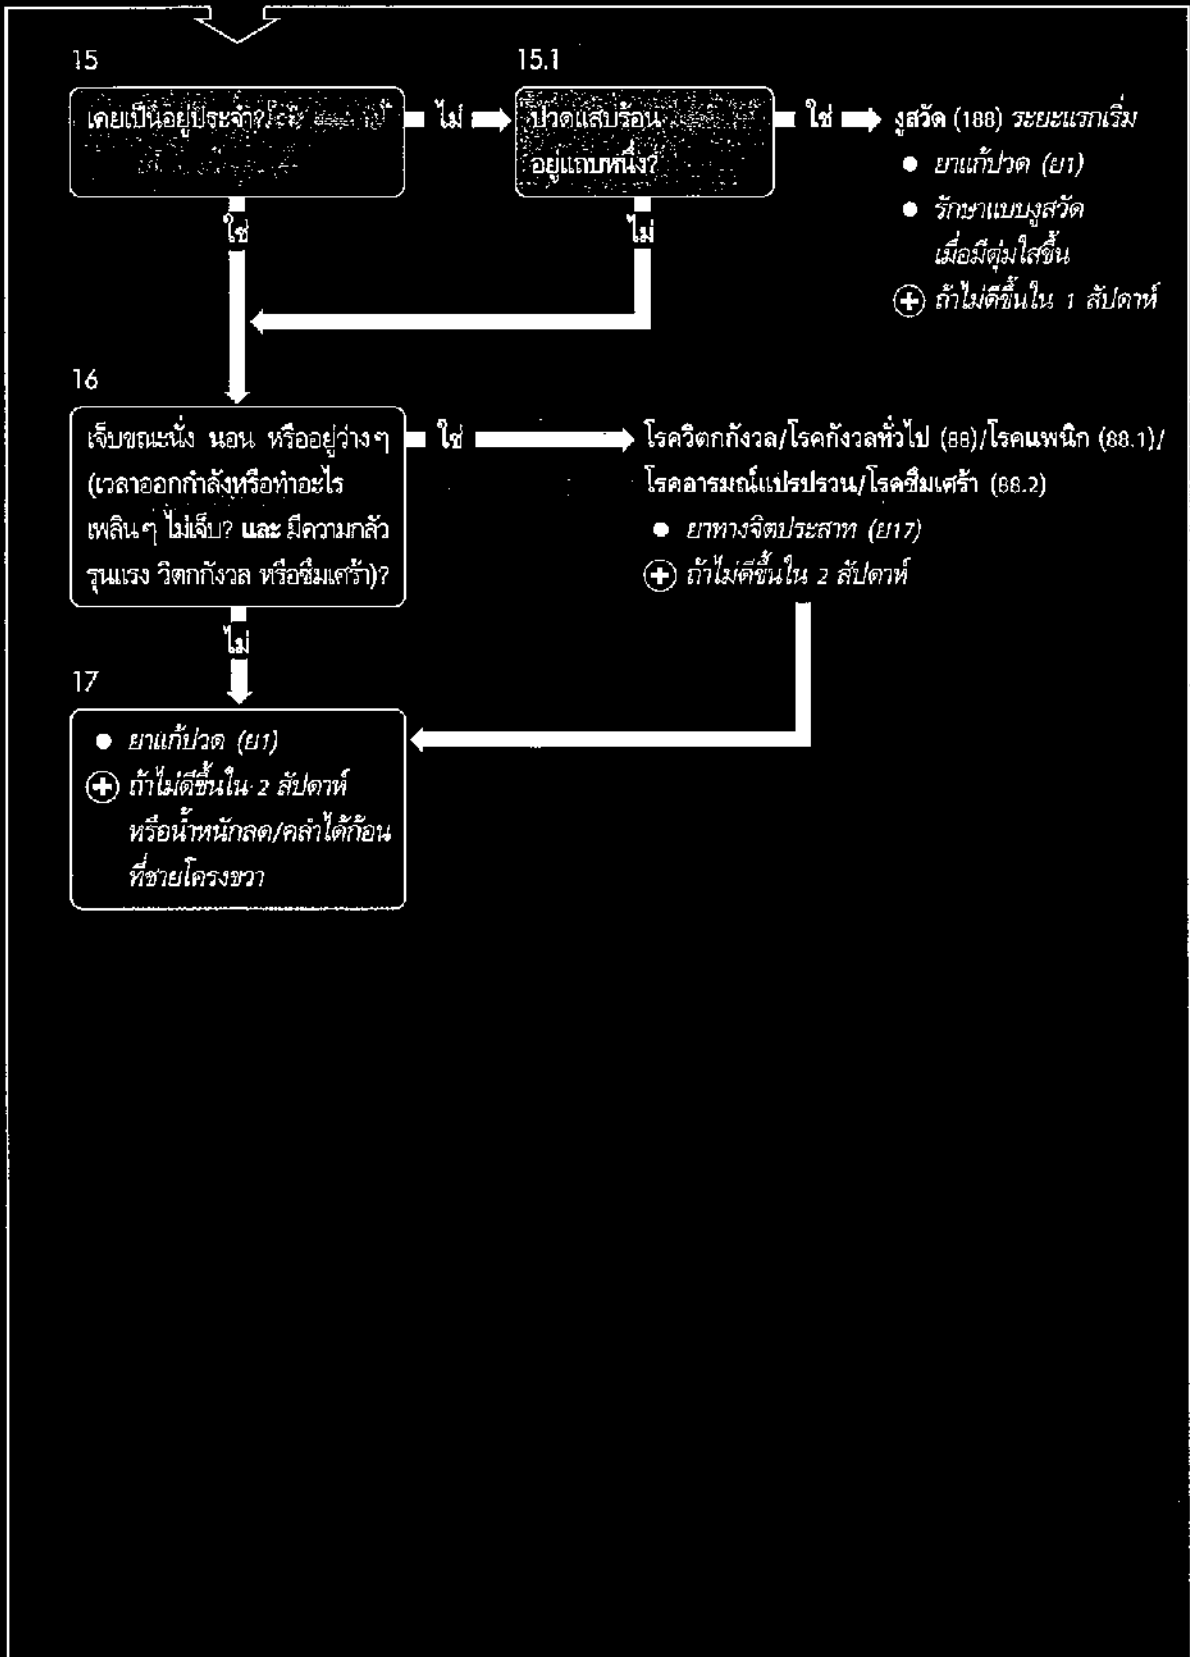 15
เคยเป็นอยู่ประจำ?
ไม่
15.1
ปวดแสบร้อน
อยู่แถบหนึ่ง?
ใช่
งูสวัด (188) ระยะแรกเริ่ม
● ยาแก้ปวด (ย1)
● รักษาแบบงูสวัด
เมื่อมีตุ่มใสขึ้น
⊕ ถ้าไม่ดีขึ้นใน 1 สัปดาห์
ใช่
ไม่
16
เจ็บขณะนั่ง นอน หรืออยู่ว่างๆ
(เวลาออกกำลังหรือทำอะไร
เพลินๆ ไม่เจ็บ? และ มีความกลัว
รุนแรง วิตกกังวล หรือซึมเศร้า)?
ใช่
โรควิตกกังวล/โรคกังวลทั่วไป (88)/โรคแพนิก (88.1)/
โรคอารมณ์แปรปรวน/โรคซึมเศร้า (88.2)
● ยาทางจิตประสาท (ย17)
⊕ ถ้าไม่ดีขึ้นใน 2 สัปดาห์
ไม่
17
● ยาแก้ปวด (ย1)
⊕ ถ้าไม่ดีขึ้นใน 2 สัปดาห์
หรือน้ำหนักลด/คลำได้ก้อน
ที่ชายโครงขวา